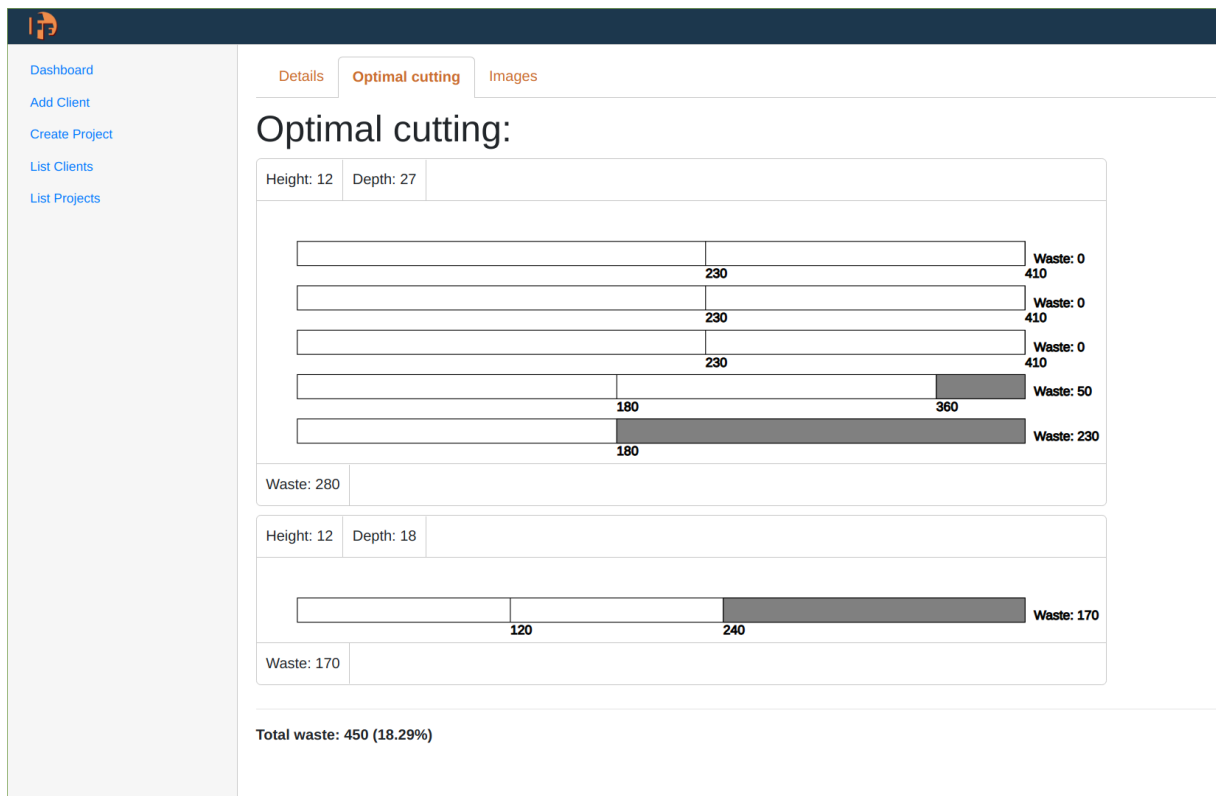 Dashboard
Add Client
Create Project
List Clients
List Projects
Details Optimal cutting Images
Optimal cutting:
Height: 12 Depth: 27
Waste: 0
230 410
Waste: 0
230 410
Waste: 0
230 410
Waste: 50
180 360
Waste: 230
180
Waste: 280
Height: 12 Depth: 18
Waste: 170
120 240
Waste: 170
Total waste: 450 (18.29%)